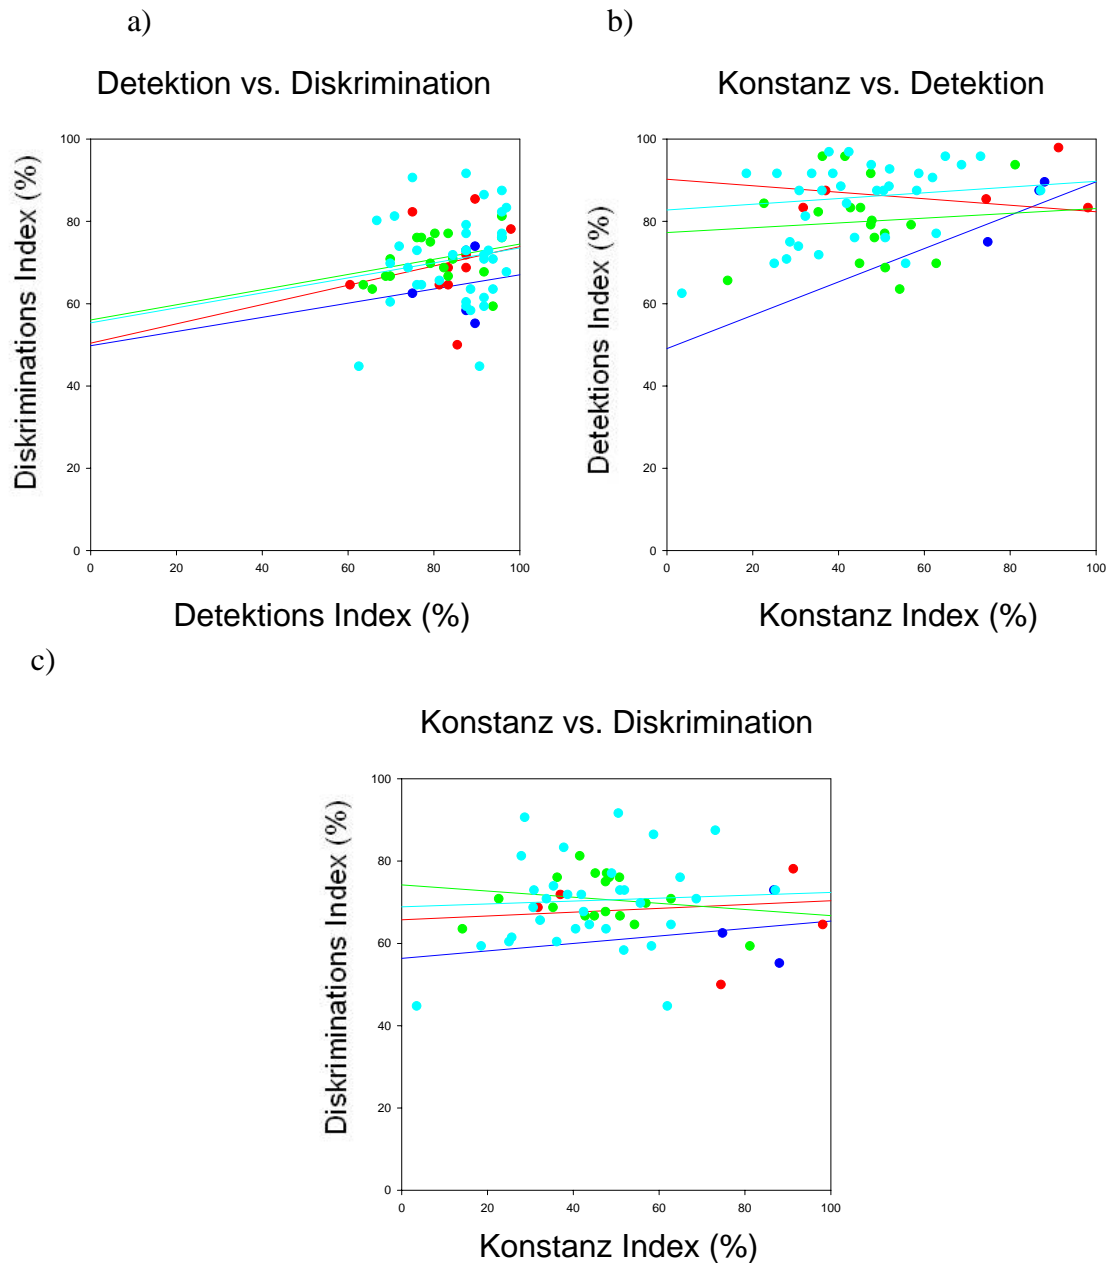 a)
Detektion vs. Diskrimination
Diskriminations Index (%)
100
80
60
40
20
0
0 20 40 60 80 100
Detektions Index (%)
b)
Konstanz vs. Detektion
Detektions Index (%)
100
80
60
40
20
0
0 20 40 60 80 100
Konstanz Index (%)
c)
Konstanz vs. Diskrimination
Diskriminations Index (%)
100
80
60
40
20
0
0 20 40 60 80 100
Konstanz Index (%)